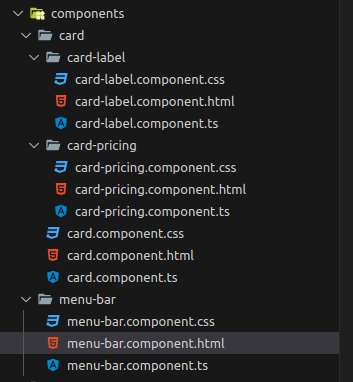 components
card
card-label
card-label.component.css
card-label.component.html
card-label.component.ts
card-pricing
card-pricing.component.css
card-pricing.component.html
card-pricing.component.ts
card.component.css
card.component.html
card.component.ts
menu-bar
menu-bar.component.css
menu-bar.component.html
menu-bar.component.ts